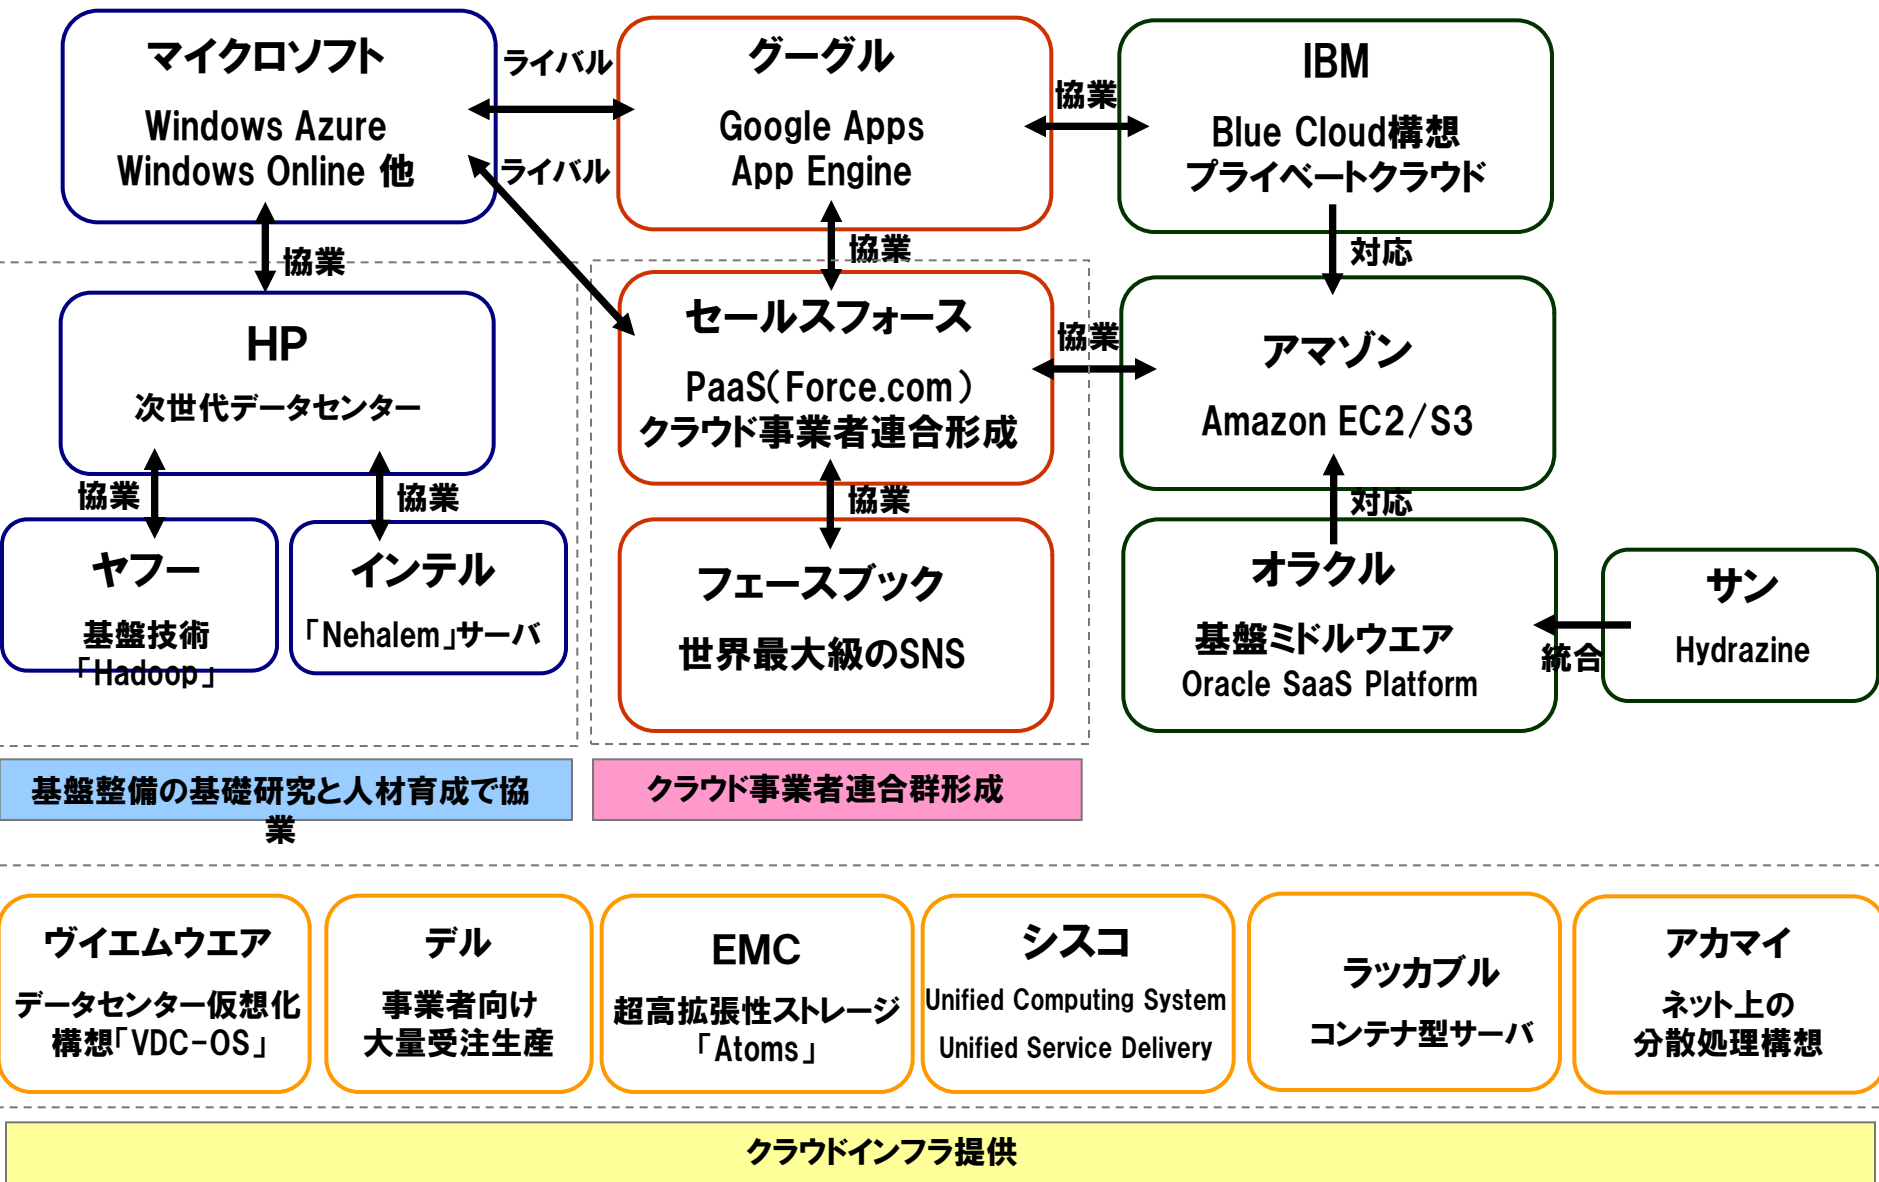 マイクロソフト
Windows Azure
Windows Online 他
ライバル
ライバル
グーグル
Google Apps
App Engine
協業
IBM
Blue Cloud構想
プライベートクラウド
協業
協業
対応
HP
次世代データセンター
セールスフォース
PaaS(Force.com)
クラウド事業者連合形成
協業
アマゾン
Amazon EC2/S3
協業
協業
協業
対応
ヤフー
基盤技術
「Hadoop」
インテル
「Nehalem」サーバ
フェースブック
世界最大級のSNS
オラクル
基盤ミドルウエア
Oracle SaaS Platform
統合
サン
Hydrazine
基盤整備の基礎研究と人材育成で協
業
クラウド事業者連合群形成
ヴイエムウエア
データセンター仮想化
構想「VDC-OS」
デル
事業者向け
大量受注生産
EMC
超高拡張性ストレージ
「Atoms」
シスコ
Unified Computing System
Unified Service Delivery
ラッカブル
コンテナ型サーバ
アカマイ
ネット上の
分散処理構想
クラウドインフラ提供